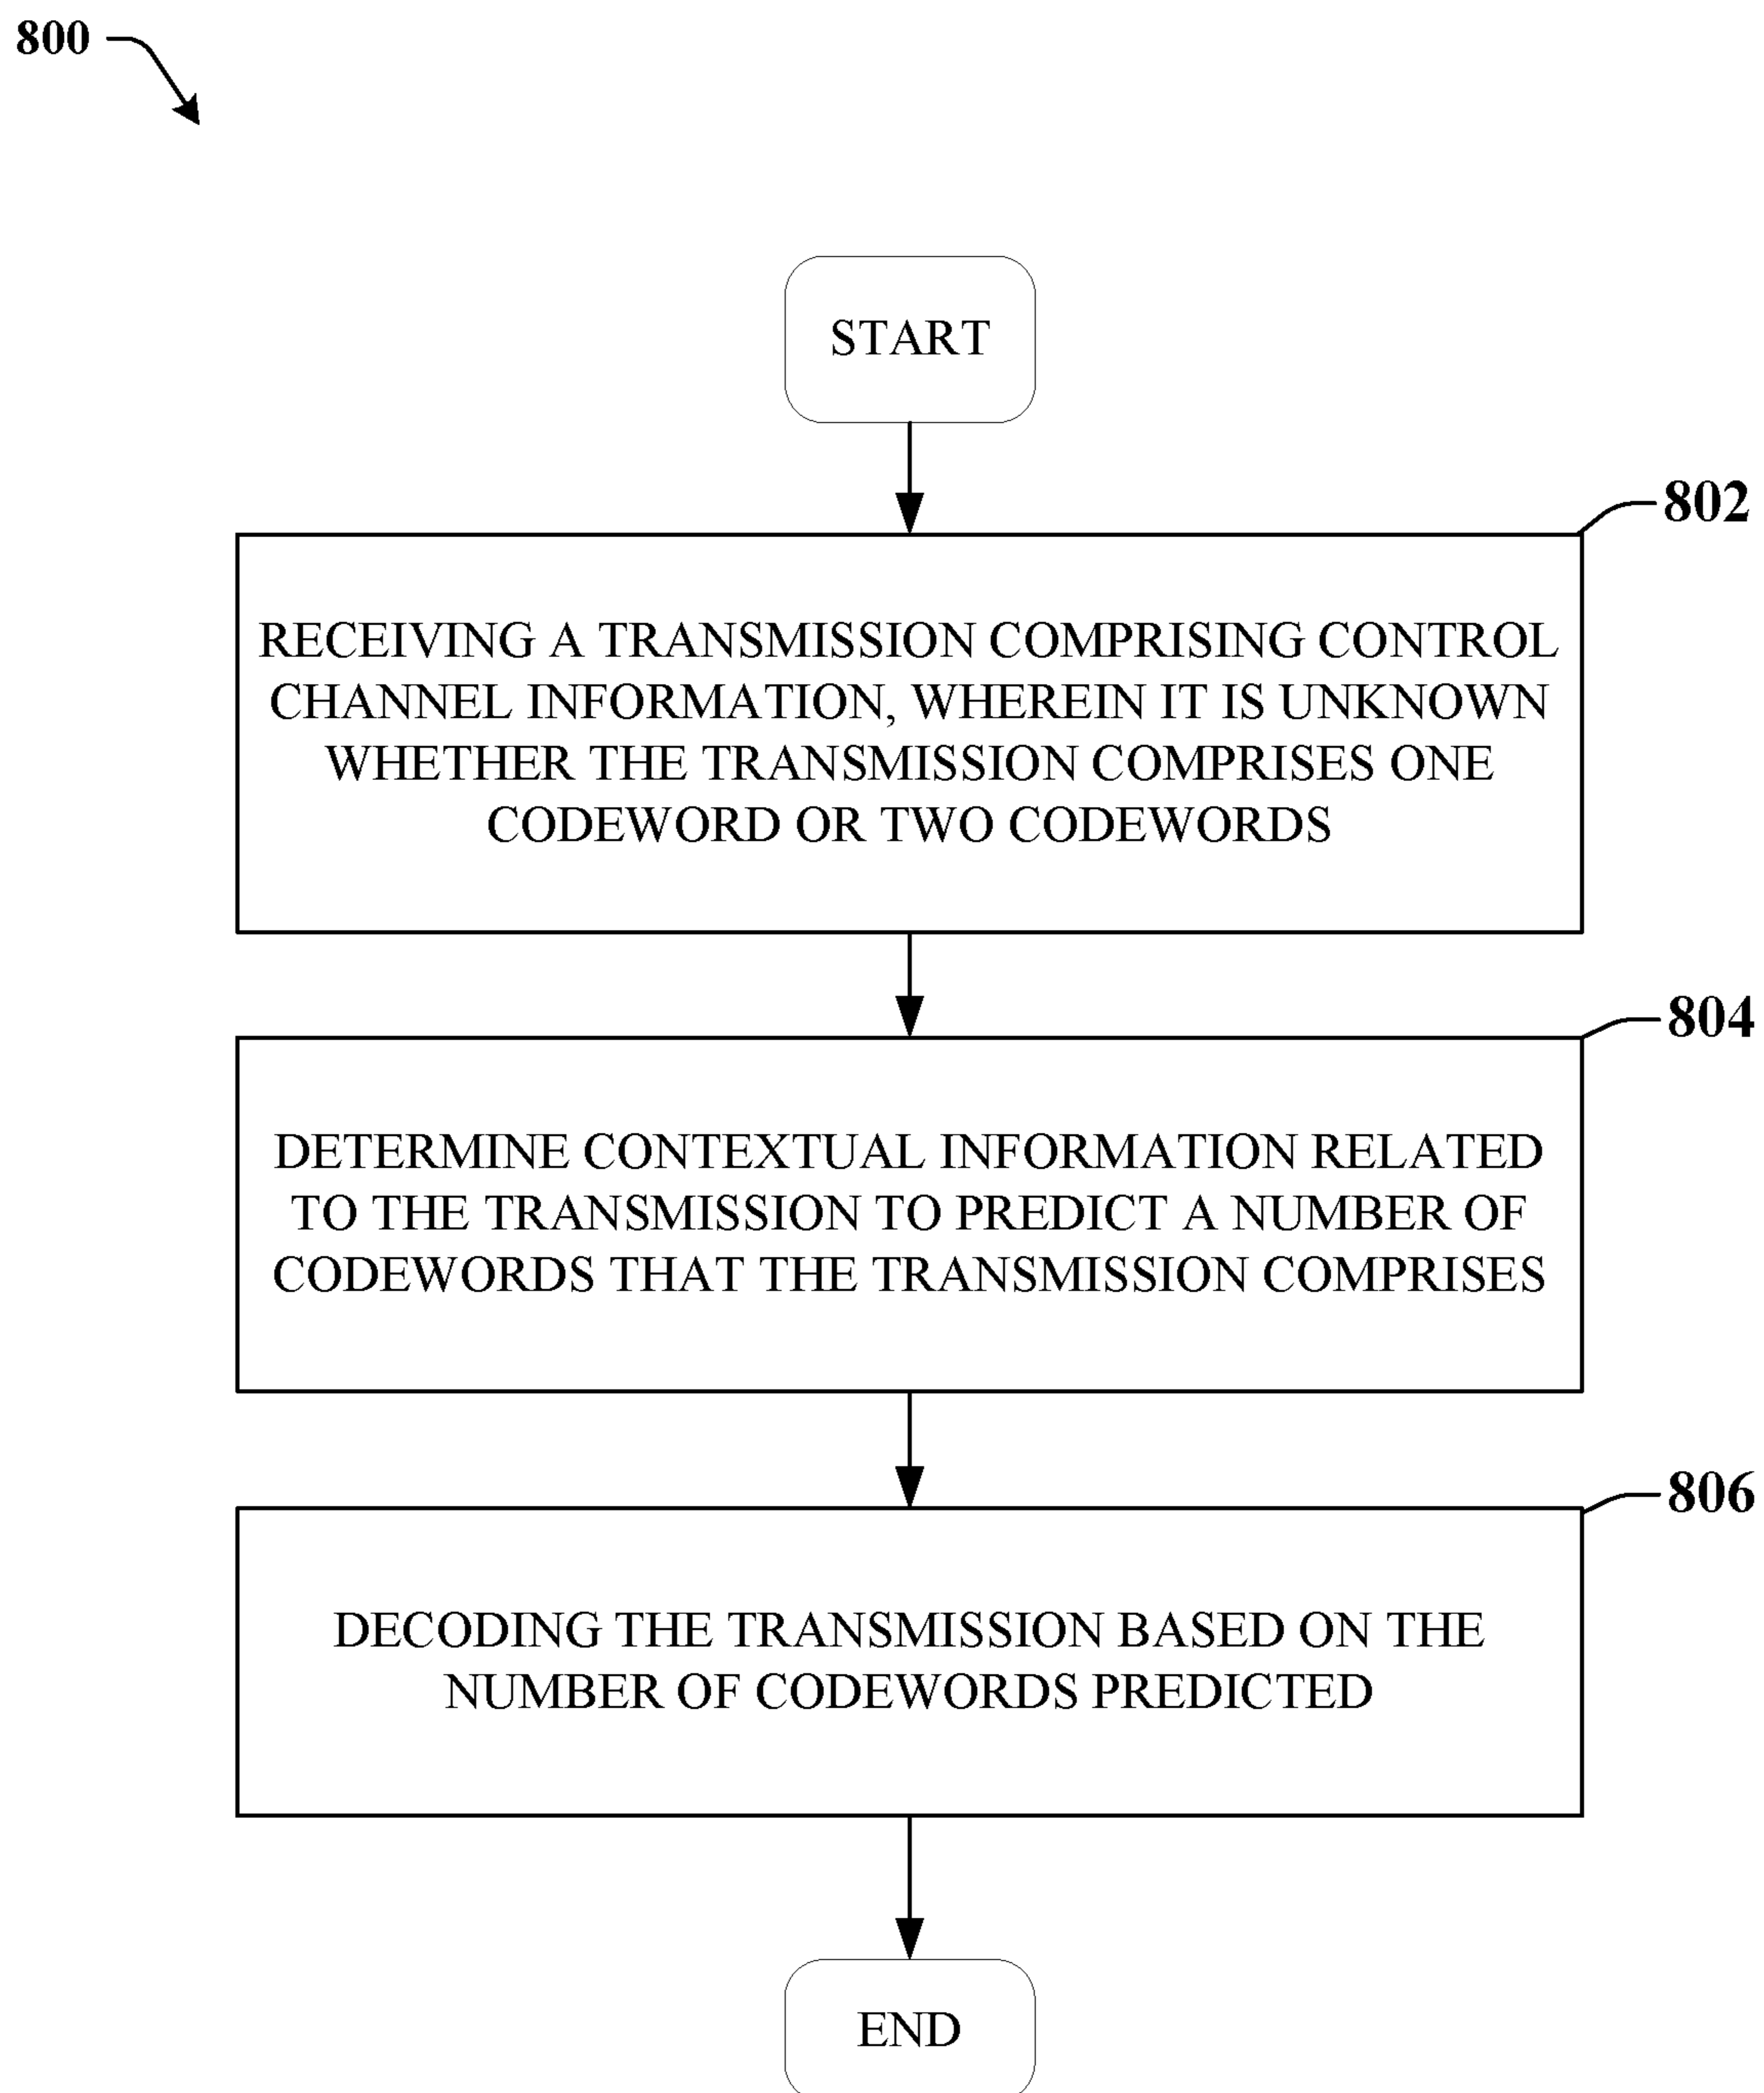 800
START
802
RECEIVING A TRANSMISSION COMPRISING CONTROL
CHANNEL INFORMATION, WHEREIN IT IS UNKNOWN
WHETHER THE TRANSMISSION COMPRISES ONE
CODEWORD OR TWO CODEWORDS
804
DETERMINE CONTEXTUAL INFORMATION RELATED
TO THE TRANSMISSION TO PREDICT A NUMBER OF
CODEWORDS THAT THE TRANSMISSION COMPRISES
806
DECODING THE TRANSMISSION BASED ON THE
NUMBER OF CODEWORDS PREDICTED
END